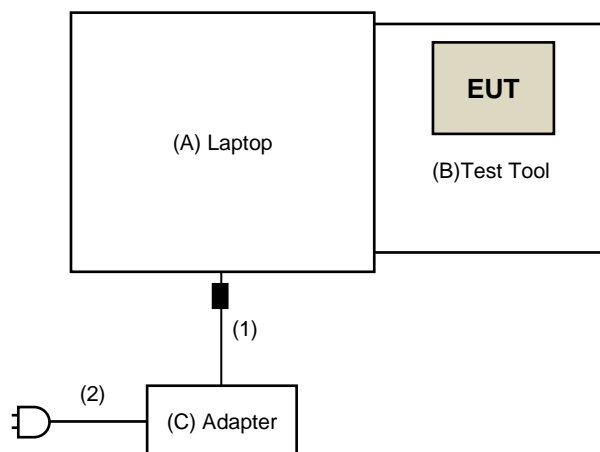 EUT
(A) Laptop
(B)Test Tool
(1)
(2)
(C) Adapter